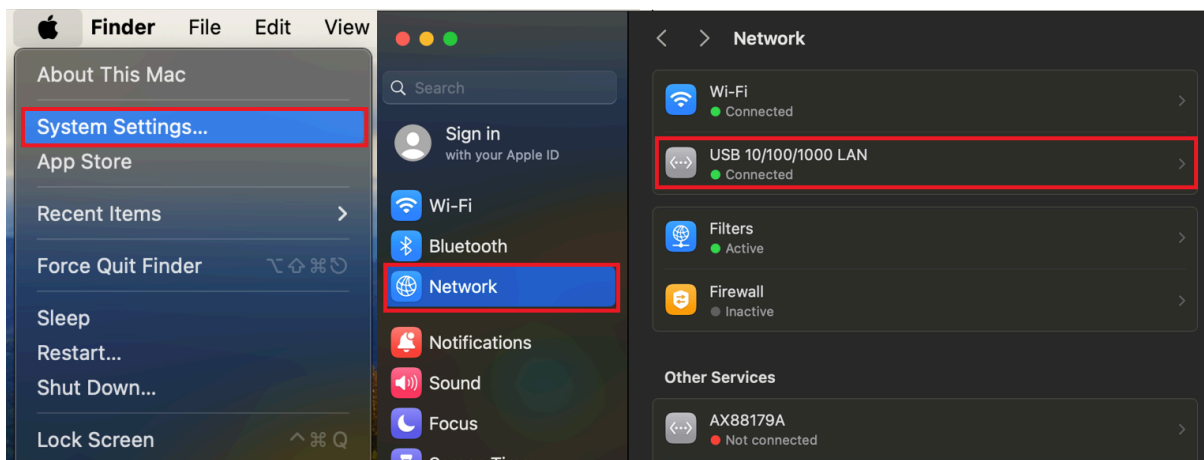 Finder File Edit View
About This Mac
System Settings...
App Store
Recent Items
Force Quit Finder ⌥⇧⌘⎋
Sleep
Restart...
Shut Down...
Lock Screen ^⌘Q
Search
Sign in
with your Apple ID
Wi-Fi
Bluetooth
Network
Notifications
Sound
Focus
Network
Wi-Fi
Connected
USB 10/100/1000 LAN
Connected
Filters
Active
Firewall
Inactive
Other Services
AX88179A
Not connected